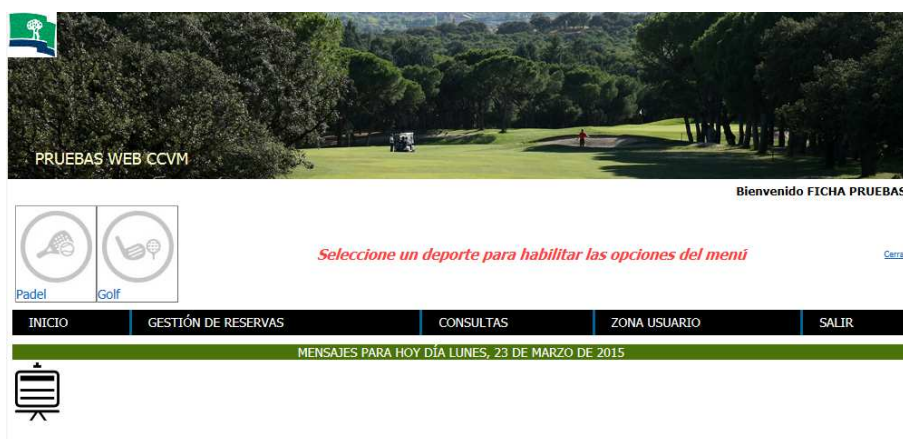 PRUEBAS WEB CCVM
Bienvenido FICHA PRUEBAS
Seleccione un deporte para habilitar las opciones del menú
Cerra
Padel Golf
INICIO GESTIÓN DE RESERVAS CONSULTAS ZONA USUARIO SALIR
MENSAJES PARA HOY DÍA LUNES, 23 DE MARZO DE 2015